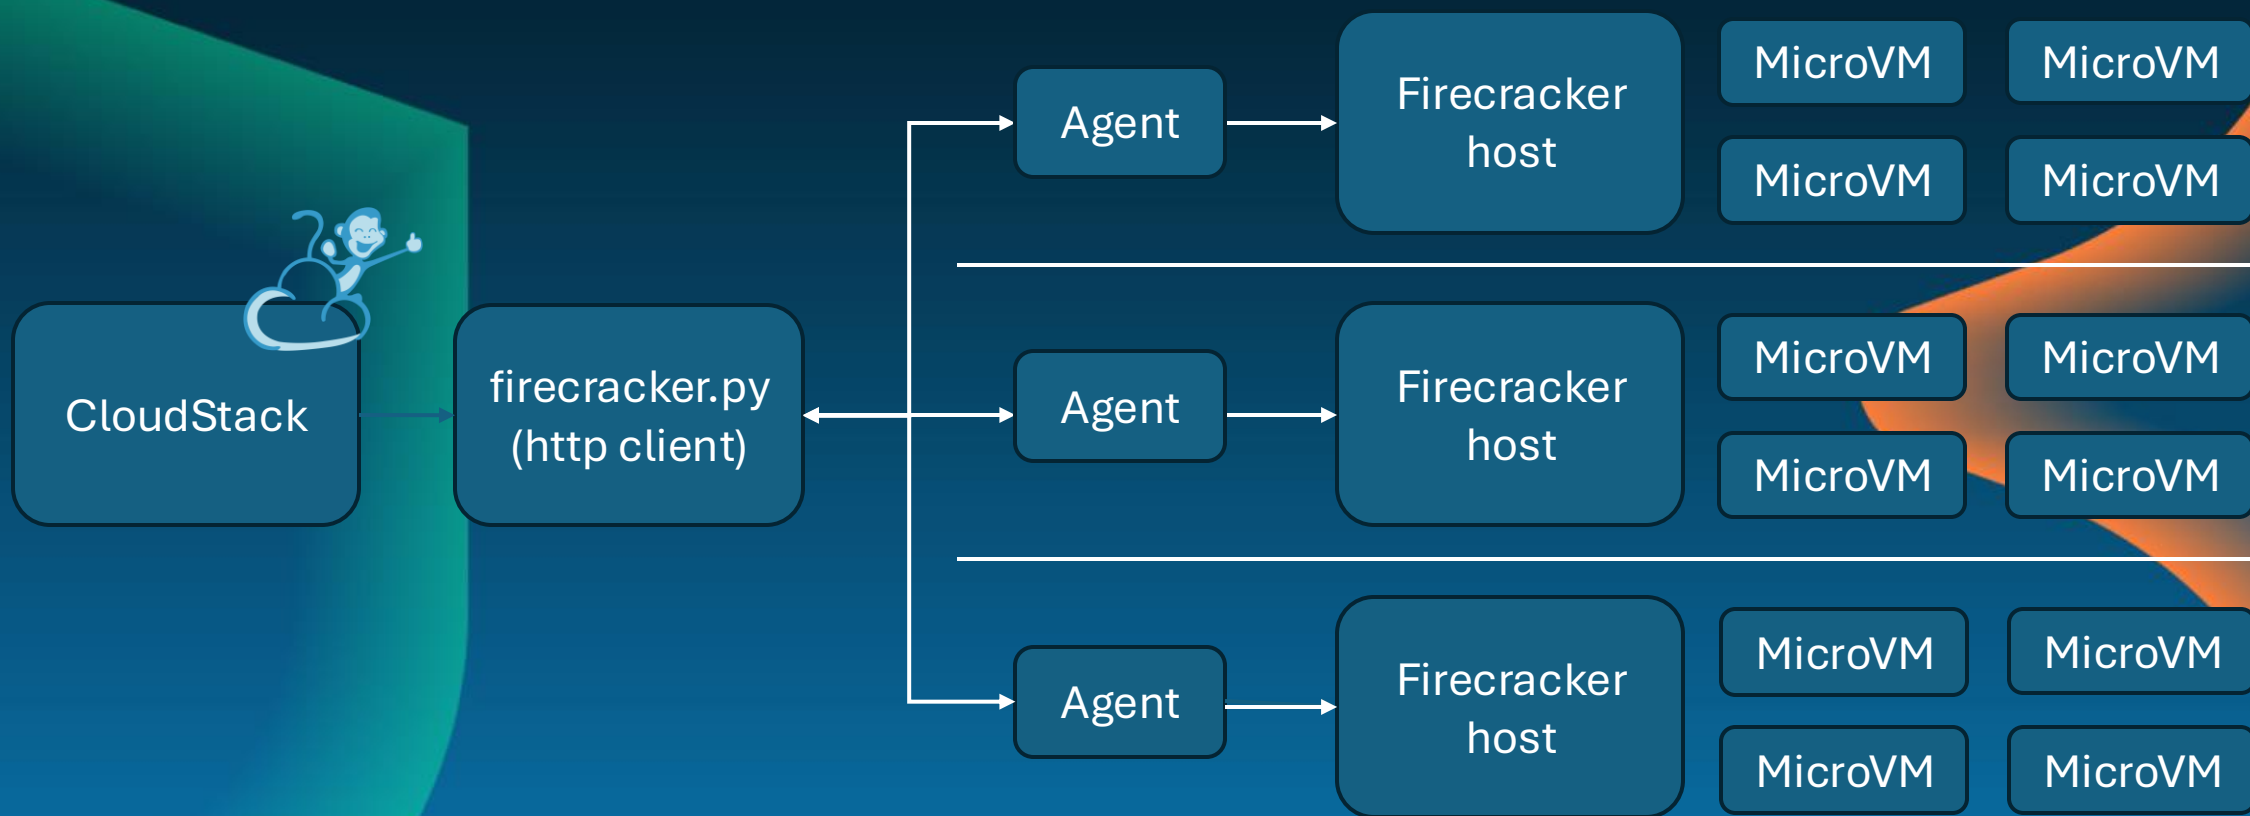 CloudStack
firecracker.py
(http client)
Agent
Firecracker
host
MicroVM
MicroVM
MicroVM
MicroVM
Agent
Firecracker
host
MicroVM
MicroVM
MicroVM
MicroVM
Agent
Firecracker
host
MicroVM
MicroVM
MicroVM
MicroVM